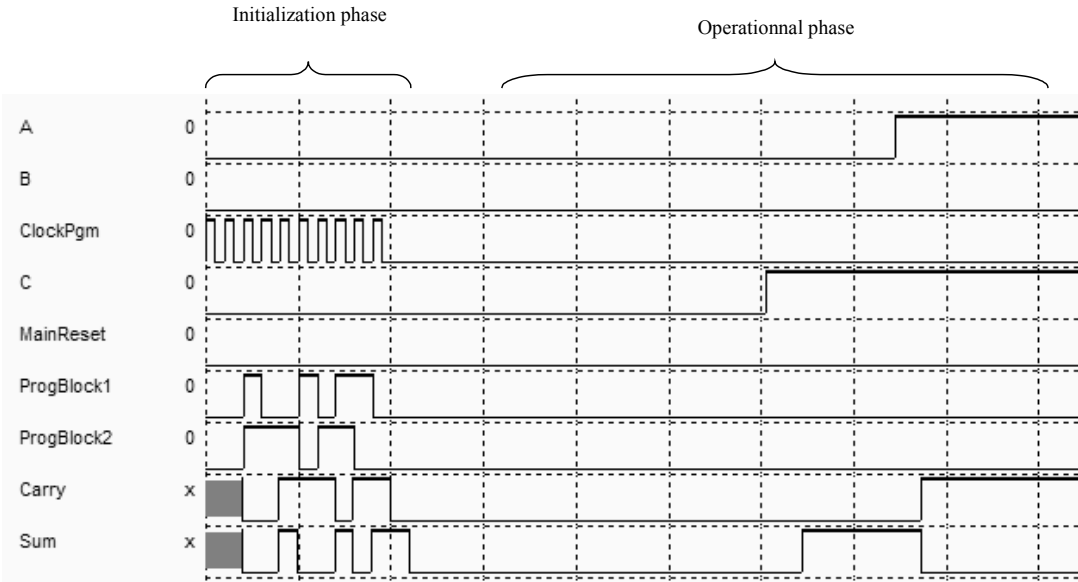 Initialization phase
Operationnal phase
A 0
B 0
ClockPgm 0
C 0
MainReset 0
ProgBlock1 0
ProgBlock2 0
Carry x
Sum x